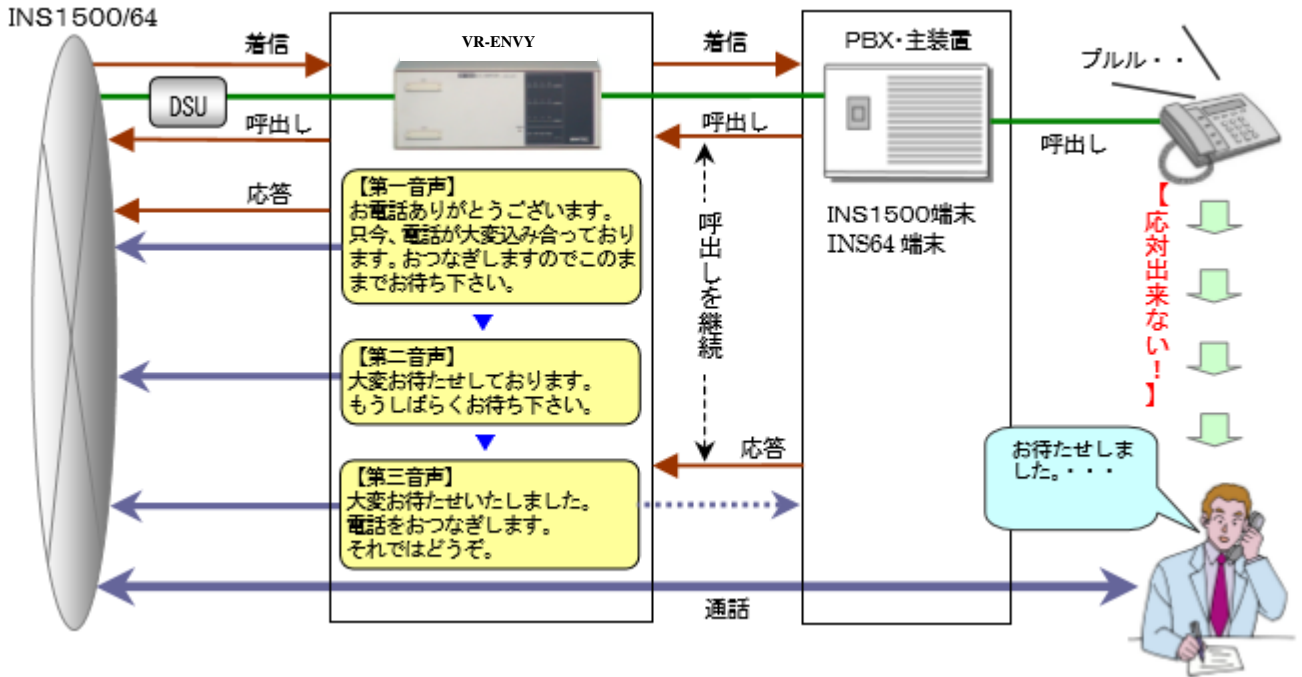 INS1500/64
着信
VR-ENVY
着信
PBX・主装置
プルル・・
DSU
呼出し
呼出し
呼出し
応答
【第一音声】
お電話ありがとうございます。
只今、電話が大変込み合っており
ます。おつなぎしますのでこのま
までお待ち下さい。
呼出しを継続
INS1500端末
INS64 端末
【応対出来ない！】
【第二音声】
大変お待たせしております。
もうしばらくお待ち下さい。
応答
【第三音声】
大変お待たせいたしました。
電話をおつなぎします。
それではどうぞ。
お待たせしま
した。・・・
通話